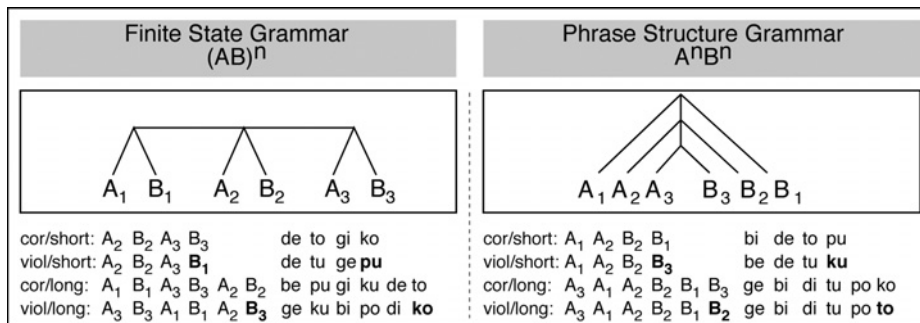 Finite State Grammar
(AB)ⁿ
A₁ B₁ A₂ B₂ A₃ B₃
cor/short: A₂ B₂ A₃ B₃ de to gi ko
viol/short: A₂ B₂ A₃ B₁ de tu ge pu
cor/long: A₁ B₁ A₃ B₃ A₂ B₂ be pu gi ku de to
viol/long: A₃ B₃ A₁ B₁ A₂ B₃ ge ku bi po di ko
Phrase Structure Grammar
AⁿBⁿ
A₁ A₂ A₃ B₃ B₂ B₁
cor/short: A₁ A₂ B₂ B₁ bi de to pu
viol/short: A₁ A₂ B₂ B₃ be de tu ku
cor/long: A₃ A₁ A₂ B₂ B₁ B₃ ge bi di tu po ko
viol/long: A₃ A₁ A₂ B₂ B₁ B₂ ge bi di tu po to